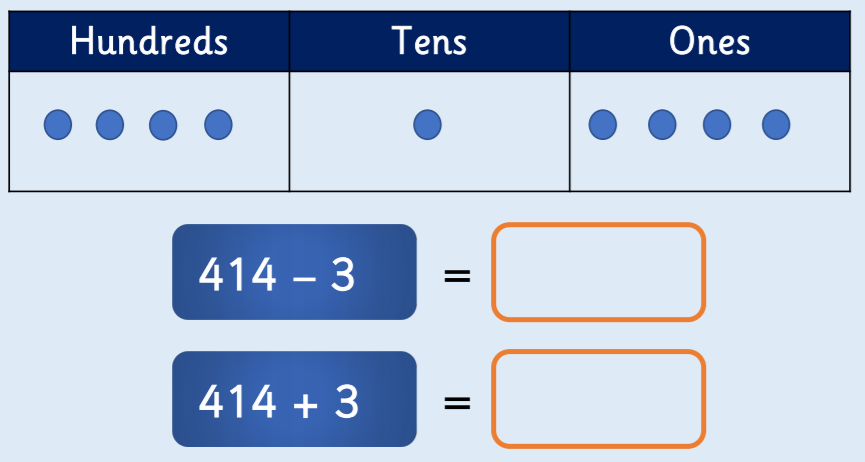 Hundreds Tens Ones
414 – 3 =
414 + 3 =